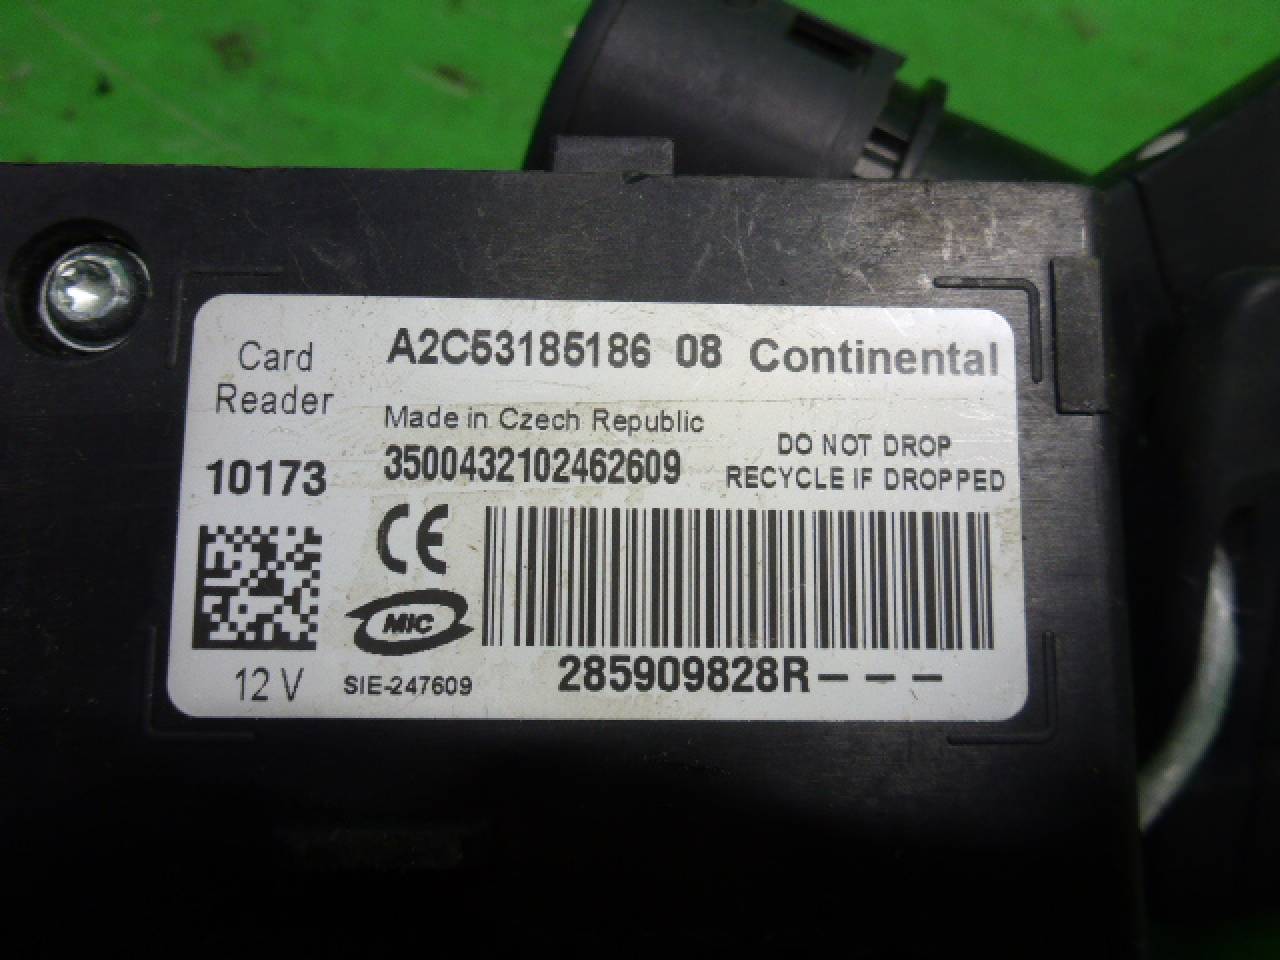 Card
Reader
A2C53185186 08 Continental
Made in Czech Republic
10173
3500432102462609
DO NOT DROP
RECYCLE IF DROPPED
CE
MIC
12 V
SIE-247609
285909828R---